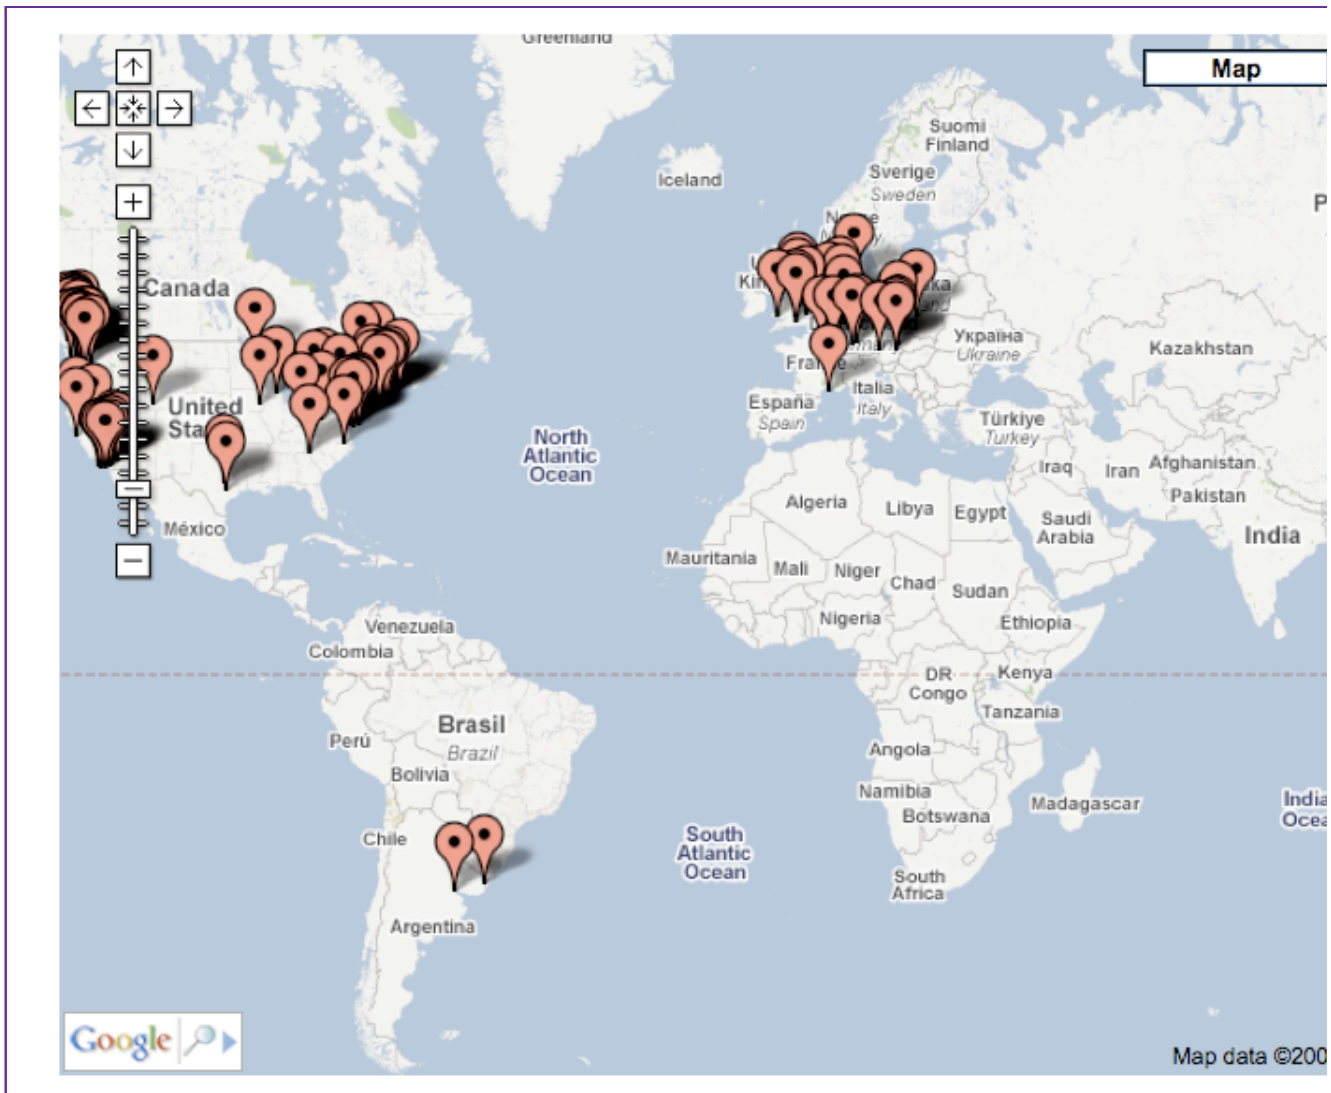 Greenland
Map
Suomi
Finland
Sverige
Sweden
Iceland
Canada
Україна
Ukraine
Kazakhstan
United
España
Spain
Italia
Italy
Türkiye
Turkey
North
Atlantic
Ocean
Iraq
Iran
Afghanistan
Pakistan
Algeria
Libya
Egypt
Saudi
Arabia
India
México
Mauritania
Mali
Niger
Chad
Sudan
Nigeria
Ethiopia
Venezuela
Colombia
DR
Congo
Kenya
Tanzania
Brasil
Brazil
Perú
Bolivia
Angola
Namibia
Botswana
Madagascar
Chile
South
Atlantic
Ocean
South
Africa
Argentina
Google
Map data ©200